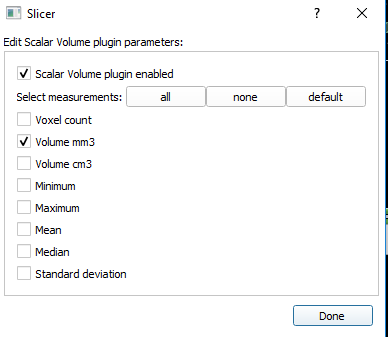 Slicer
Edit Scalar Volume plugin parameters:
Scalar Volume plugin enabled
Select measurements: all none default
Voxel count
Volume mm3
Volume cm3
Minimum
Maximum
Mean
Median
Standard deviation
Done